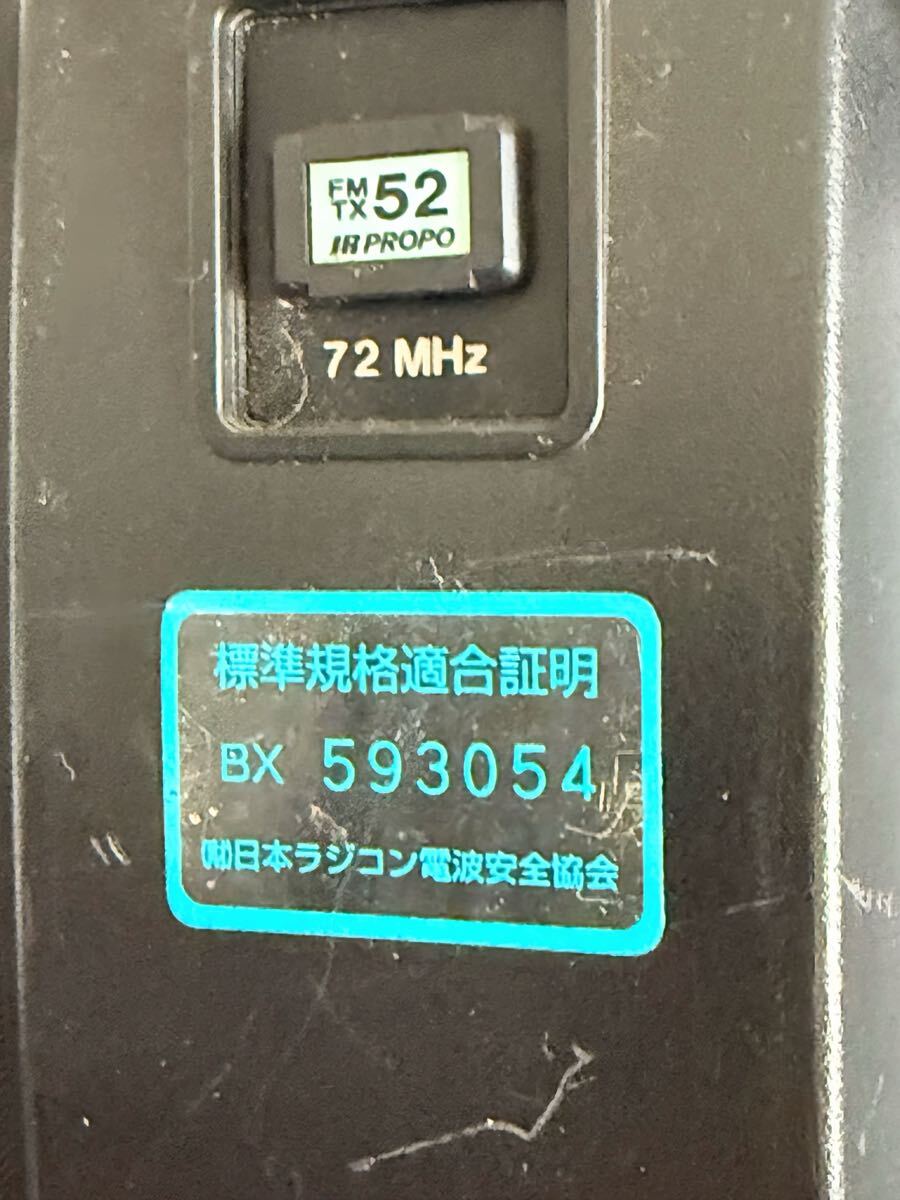 FM
TX 52
JR PROPO
72 MHz
標準規格適合証明
BX 593054
㈶日本ラジコン電波安全協会